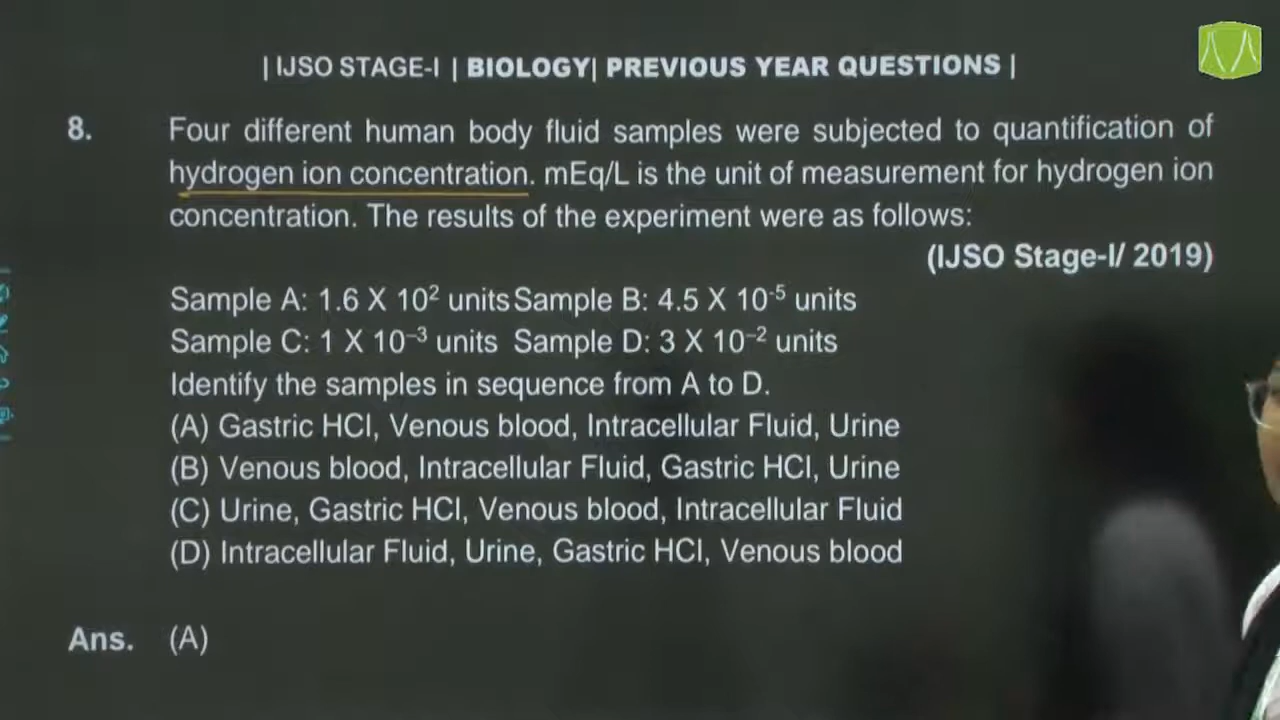 | IJSO STAGE-I | BIOLOGY| PREVIOUS YEAR QUESTIONS |
8. Four different human body fluid samples were subjected to quantification of
hydrogen ion concentration. mEq/L is the unit of measurement for hydrogen ion
concentration. The results of the experiment were as follows:
(IJSO Stage-I/ 2019)
Sample A: 1.6 X 10² units Sample B: 4.5 X 10⁻⁵ units
Sample C: 1 X 10⁻³ units Sample D: 3 X 10⁻² units
Identify the samples in sequence from A to D.
(A) Gastric HCl, Venous blood, Intracellular Fluid, Urine
(B) Venous blood, Intracellular Fluid, Gastric HCl, Urine
(C) Urine, Gastric HCl, Venous blood, Intracellular Fluid
(D) Intracellular Fluid, Urine, Gastric HCl, Venous blood
Ans. (A)